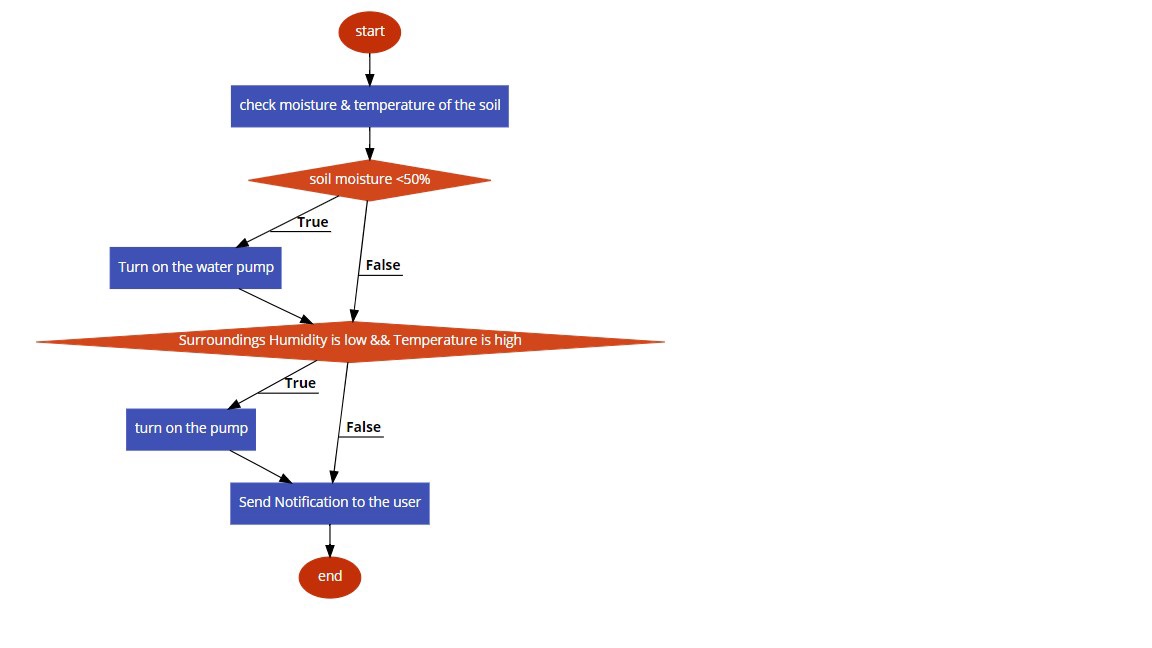 start
check moisture & temperature of the soil
soil moisture <50%
True
Turn on the water pump
False
Surroundings Humidity is low && Temperature is high
True
turn on the pump
False
Send Notification to the user
end